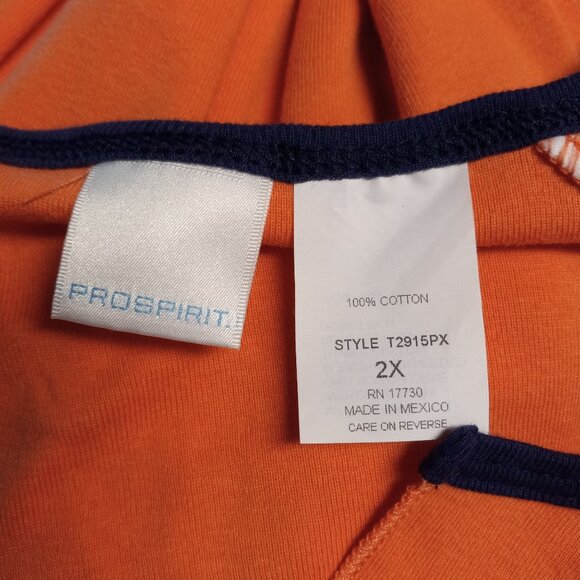 PROSPIRIT.
100% COTTON
STYLE T2915PX
2X
RN 17730
MADE IN MEXICO
CARE ON REVERSE